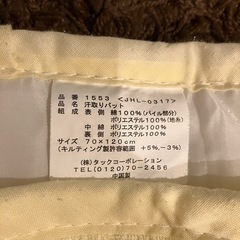 品 番 1553 <JHL-0317>
品 名 汗取りパット
組 成 表 側 綿100%(パイル部分)
ポリエステル100%(地糸)
中 綿 ポリエステル100%
裏 側 ポリエステル100%
サイズ 70×120cm
(キルティング製許容範囲 +5%,-3%)
(株)タックコーポレーション
TEL(0120)70-2456
中国製